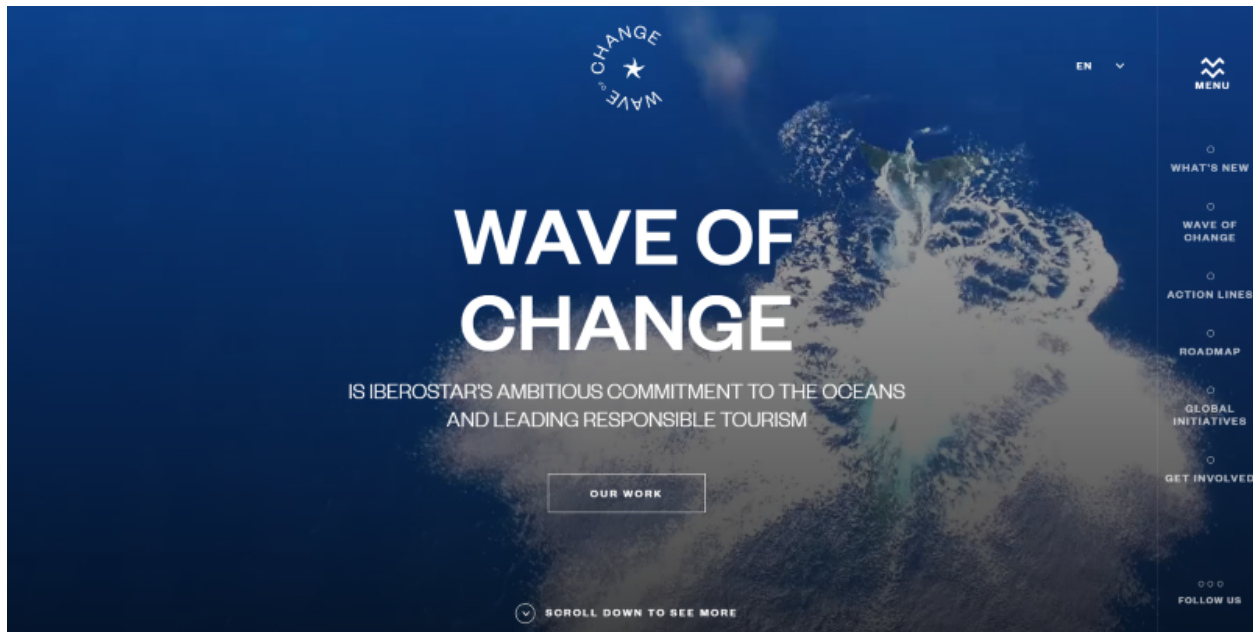 WAVE OF CHANGE
EN
MENU
WHAT'S NEW
WAVE OF
CHANGE
ACTION LINES
ROADMAP
GLOBAL
INITIATIVES
GET INVOLVED
FOLLOW US
WAVE OF
CHANGE
IS IBEROSTAR'S AMBITIOUS COMMITMENT TO THE OCEANS
AND LEADING RESPONSIBLE TOURISM
OUR WORK
SCROLL DOWN TO SEE MORE